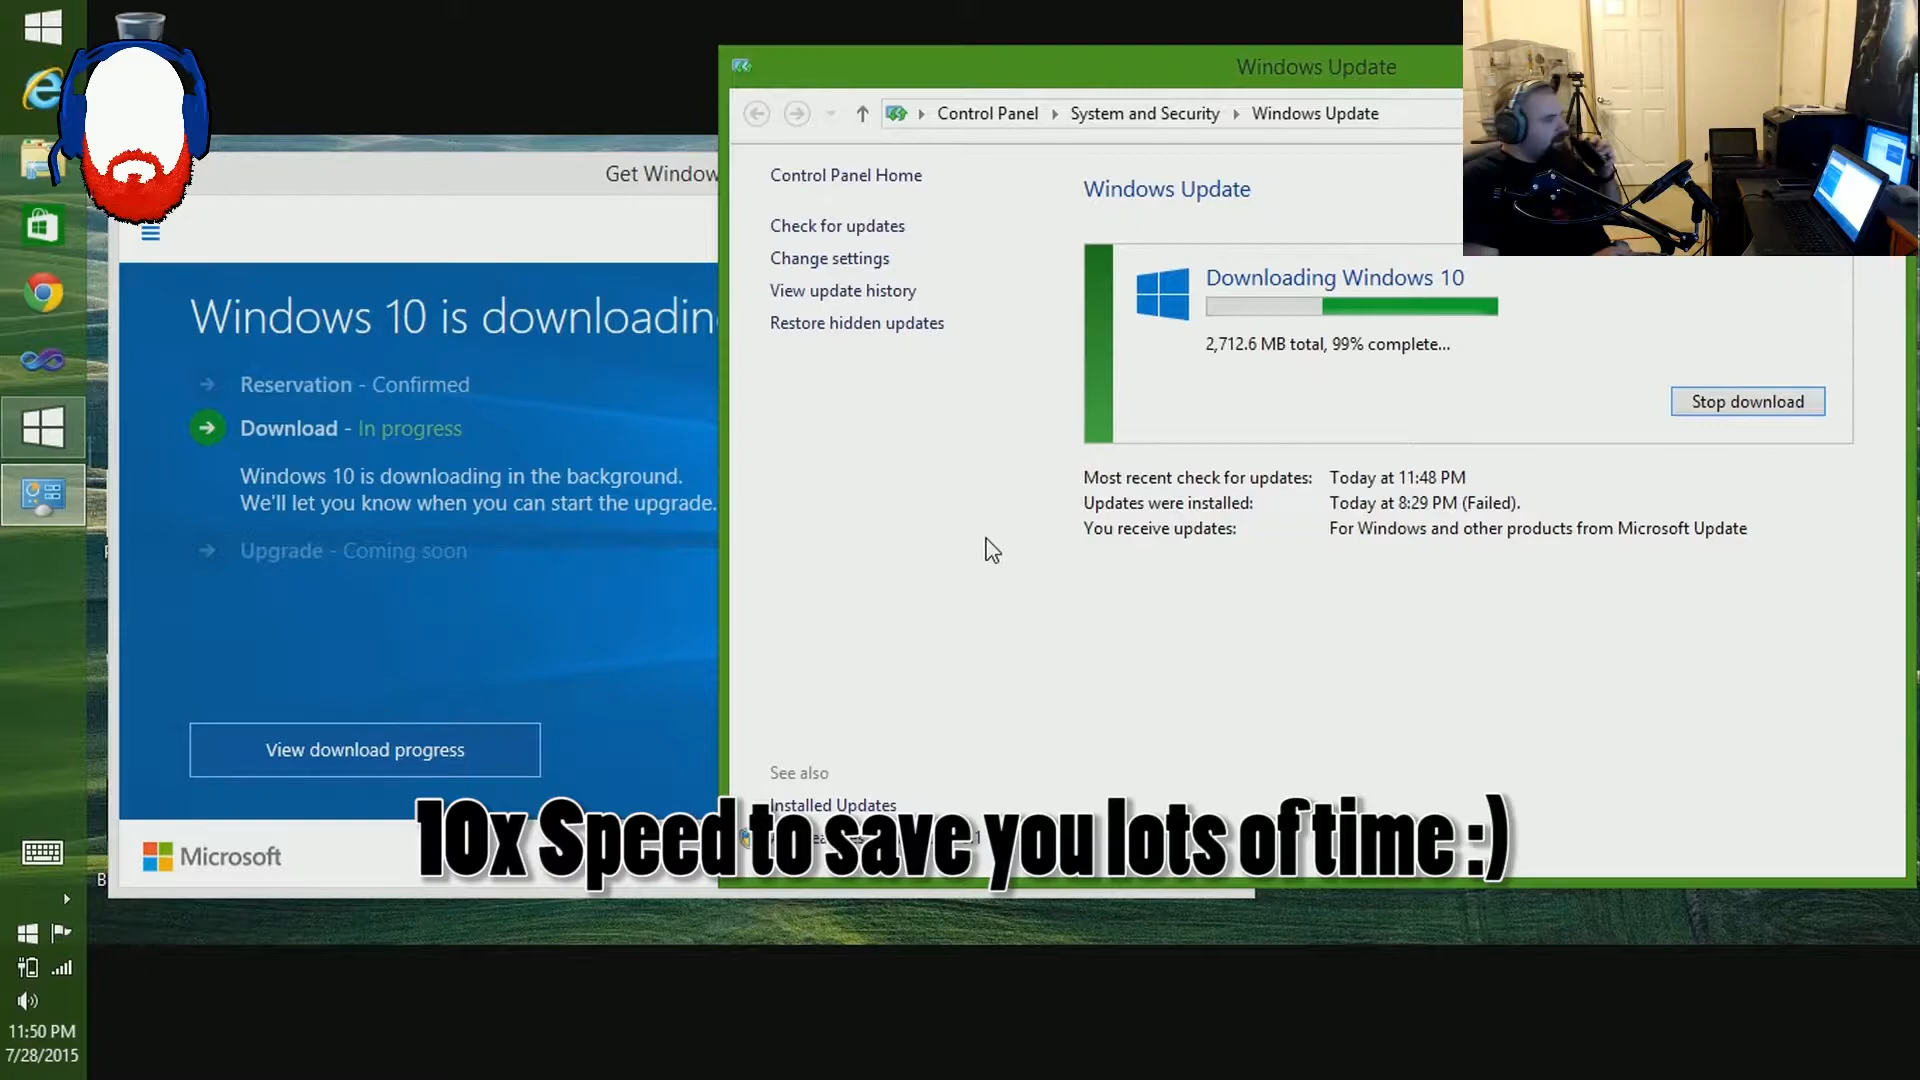 Windows Update
Control Panel
System and Security
Windows Update
Get Window
Control Panel Home
Check for updates
Change settings
View update history
Restore hidden updates
Windows Update
Downloading Windows 10
2,712.6 MB total, 99% complete...
Stop download
Most recent check for updates: Today at 11:48 PM
Updates were installed: Today at 8:29 PM (Failed).
You receive updates: For Windows and other products from Microsoft Update
Windows 10 is downloadin
Reservation - Confirmed
Download - In progress
Windows 10 is downloading in the background.
We'll let you know when you can start the upgrade.
Upgrade - Coming soon
View download progress
See also
Installed Updates
10x Speed to save you lots of time :)
Microsoft
B
11:50 PM
7/28/2015